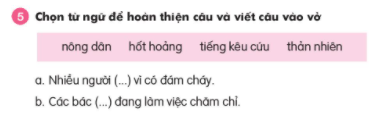 5 Chọn từ ngữ để hoàn thiện câu và viết câu vào vở
nông dân hốt hoảng tiếng kêu cứu thản nhiên
a. Nhiều người (...) vì có đám cháy.
b. Các bác (...) đang làm việc chăm chỉ.